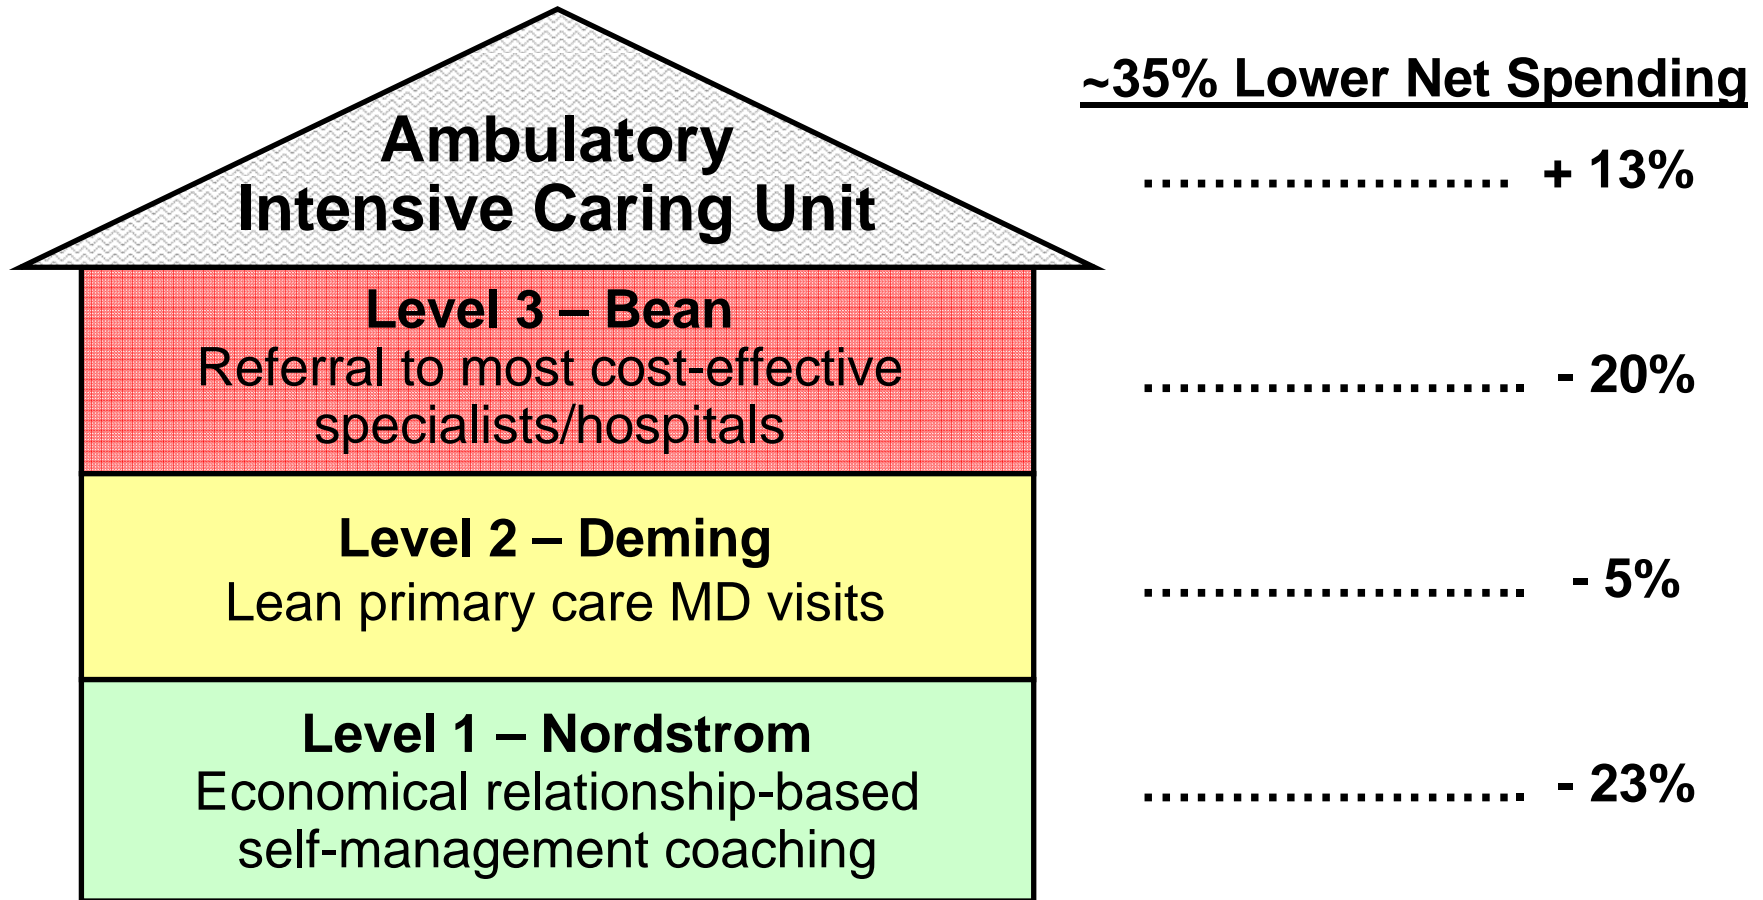 ~35% Lower Net Spending
Ambulatory
Intensive Caring Unit
………………… + 13%
Level 3 – Bean
Referral to most cost-effective
specialists/hospitals
…………………. - 20%
Level 2 – Deming
Lean primary care MD visits
…………………. - 5%
Level 1 – Nordstrom
Economical relationship-based
self-management coaching
…………………. - 23%